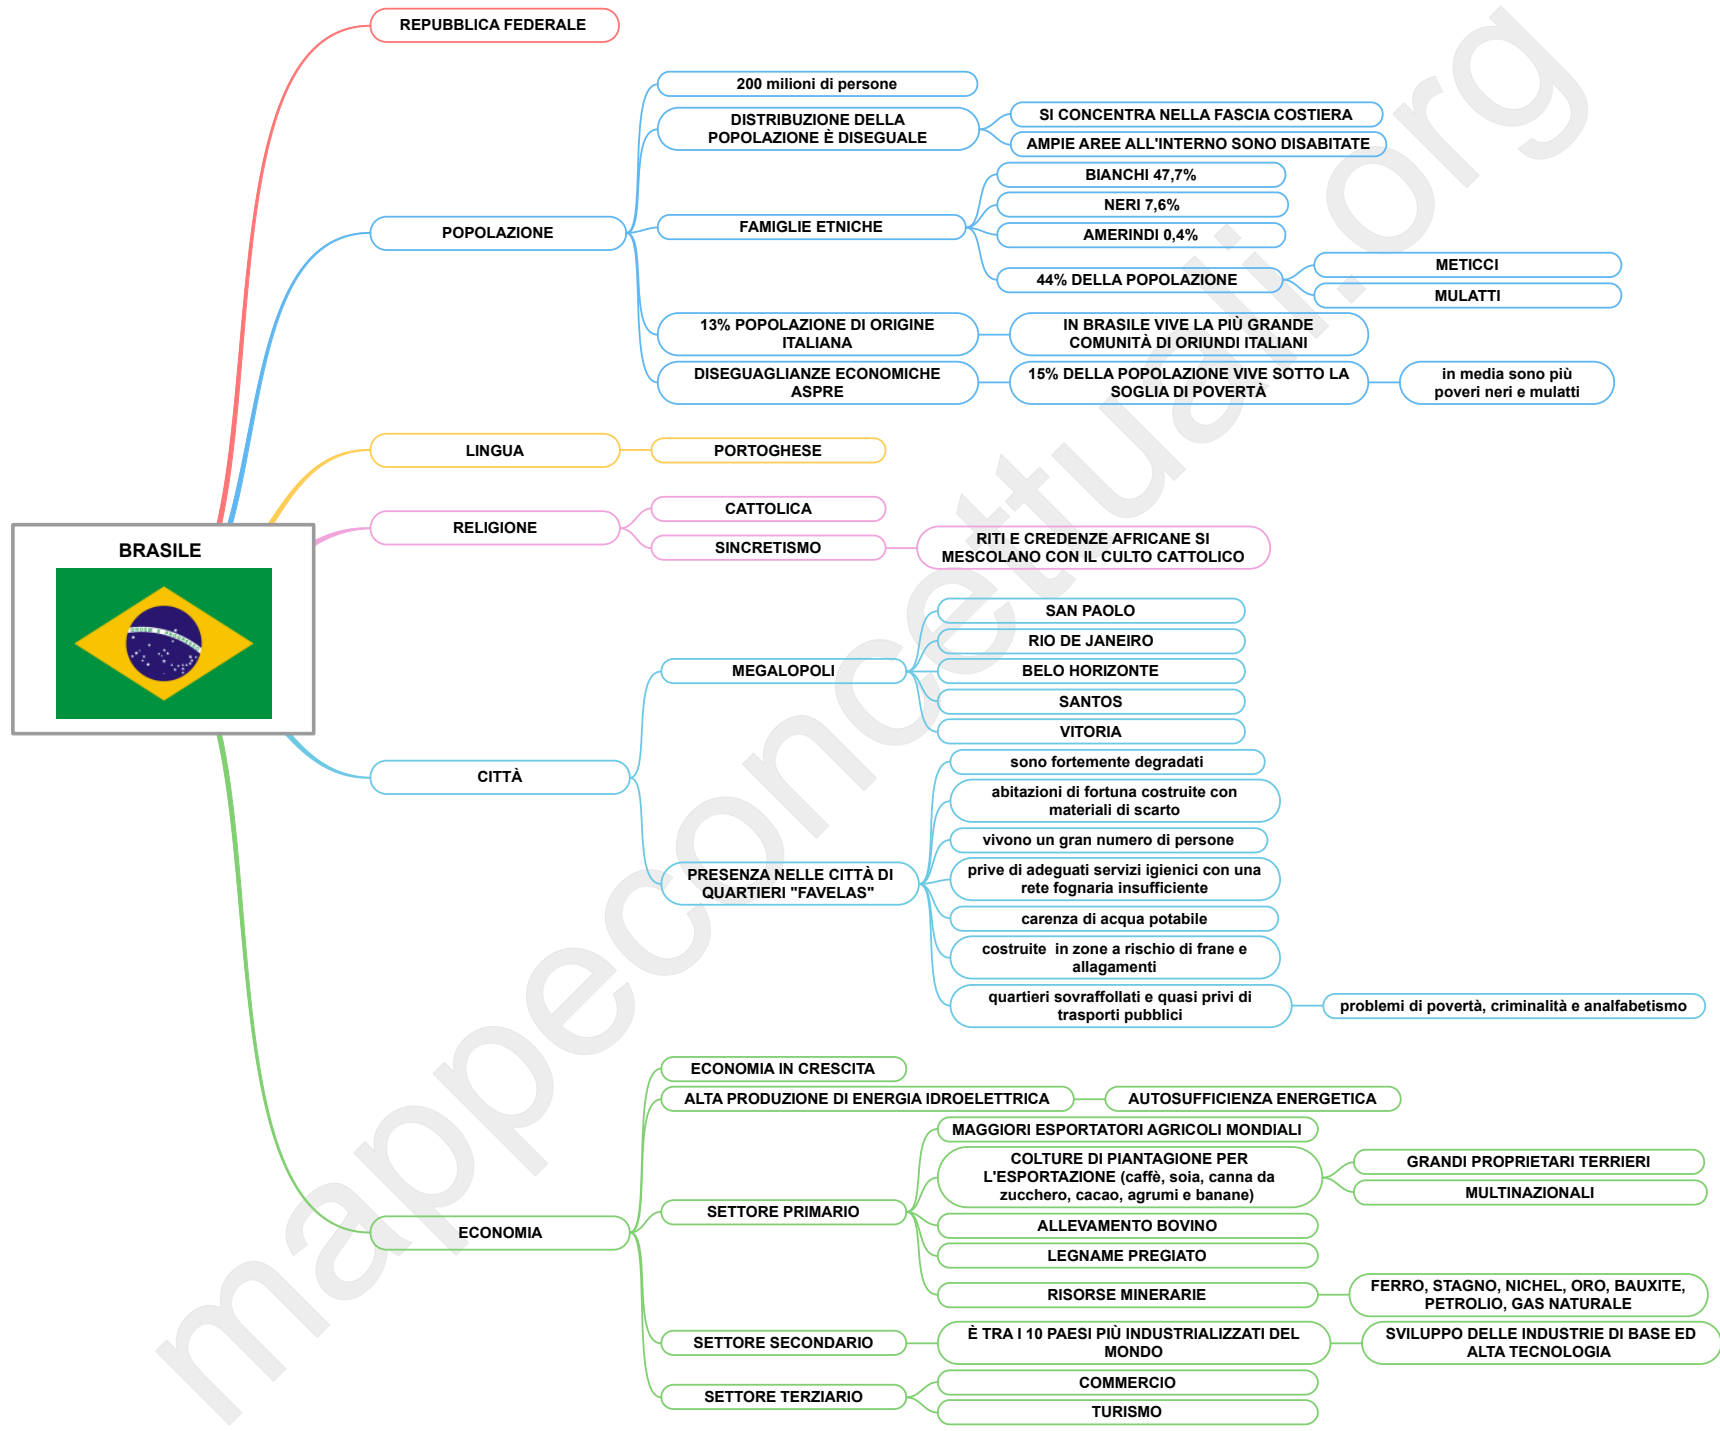 REPUBBLICA FEDERALE
200 milioni di persone
DISTRIBUZIONE DELLA
POPOLAZIONE È DISEGUALE
SI CONCENTRA NELLA FASCIA COSTIERA
AMPIE AREE ALL'INTERNO SONO DISABITATE
POPOLAZIONE
FAMIGLIE ETNICHE
BIANCHI 47,7%
NERI 7,6%
AMERINDI 0,4%
44% DELLA POPOLAZIONE
METICCI
MULATTI
13% POPOLAZIONE DI ORIGINE
ITALIANA
IN BRASILE VIVE LA PIÙ GRANDE
COMUNITÀ DI ORIUNDI ITALIANI
DISEGUAGLIANZE ECONOMICHE
ASPRE
15% DELLA POPOLAZIONE VIVE SOTTO LA
SOGLIA DI POVERTÀ
in media sono più
poveri neri e mulatti
LINGUA
PORTOGHESE
RELIGIONE
CATTOLICA
SINCRETISMO
RITI E CREDENZE AFRICANE SI
MESCOLANO CON IL CULTO CATTOLICO
BRASILE
ORDEM E PROGRESSO
CITTÀ
MEGALOPOLI
SAN PAOLO
RIO DE JANEIRO
BELO HORIZONTE
SANTOS
VITORIA
PRESENZA NELLE CITTÀ DI
QUARTIERI "FAVELAS"
sono fortemente degradati
abitazioni di fortuna costruite con
materiali di scarto
vivono un gran numero di persone
prive di adeguati servizi igienici con una
rete fognaria insufficiente
carenza di acqua potabile
costruite  in zone a rischio di frane e
allagamenti
quartieri sovraffollati e quasi privi di
trasporti pubblici
problemi di povertà, criminalità e analfabetismo
ECONOMIA
ECONOMIA IN CRESCITA
ALTA PRODUZIONE DI ENERGIA IDROELETTRICA
AUTOSUFFICIENZA ENERGETICA
SETTORE PRIMARIO
MAGGIORI ESPORTATORI AGRICOLI MONDIALI
COLTURE DI PIANTAGIONE PER
L'ESPORTAZIONE (caffè, soia, canna da
zucchero, cacao, agrumi e banane)
GRANDI PROPRIETARI TERRIERI
MULTINAZIONALI
ALLEVAMENTO BOVINO
LEGNAME PREGIATO
RISORSE MINERARIE
FERRO, STAGNO, NICHEL, ORO, BAUXITE,
PETROLIO, GAS NATURALE
SETTORE SECONDARIO
È TRA I 10 PAESI PIÙ INDUSTRIALIZZATI DEL
MONDO
SVILUPPO DELLE INDUSTRIE DI BASE ED
ALTA TECNOLOGIA
SETTORE TERZIARIO
COMMERCIO
TURISMO
mappeconcettuali.org